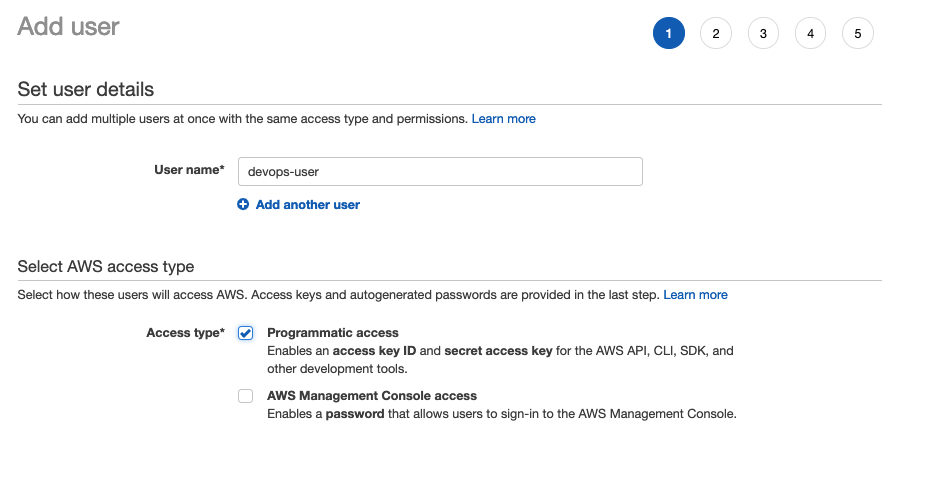 Add user
1 2 3 4 5
Set user details
You can add multiple users at once with the same access type and permissions. Learn more
User name* devops-user
Add another user
Select AWS access type
Select how these users will access AWS. Access keys and autogenerated passwords are provided in the last step. Learn more
Access type* Programmatic access
Enables an access key ID and secret access key for the AWS API, CLI, SDK, and
other development tools.
AWS Management Console access
Enables a password that allows users to sign-in to the AWS Management Console.